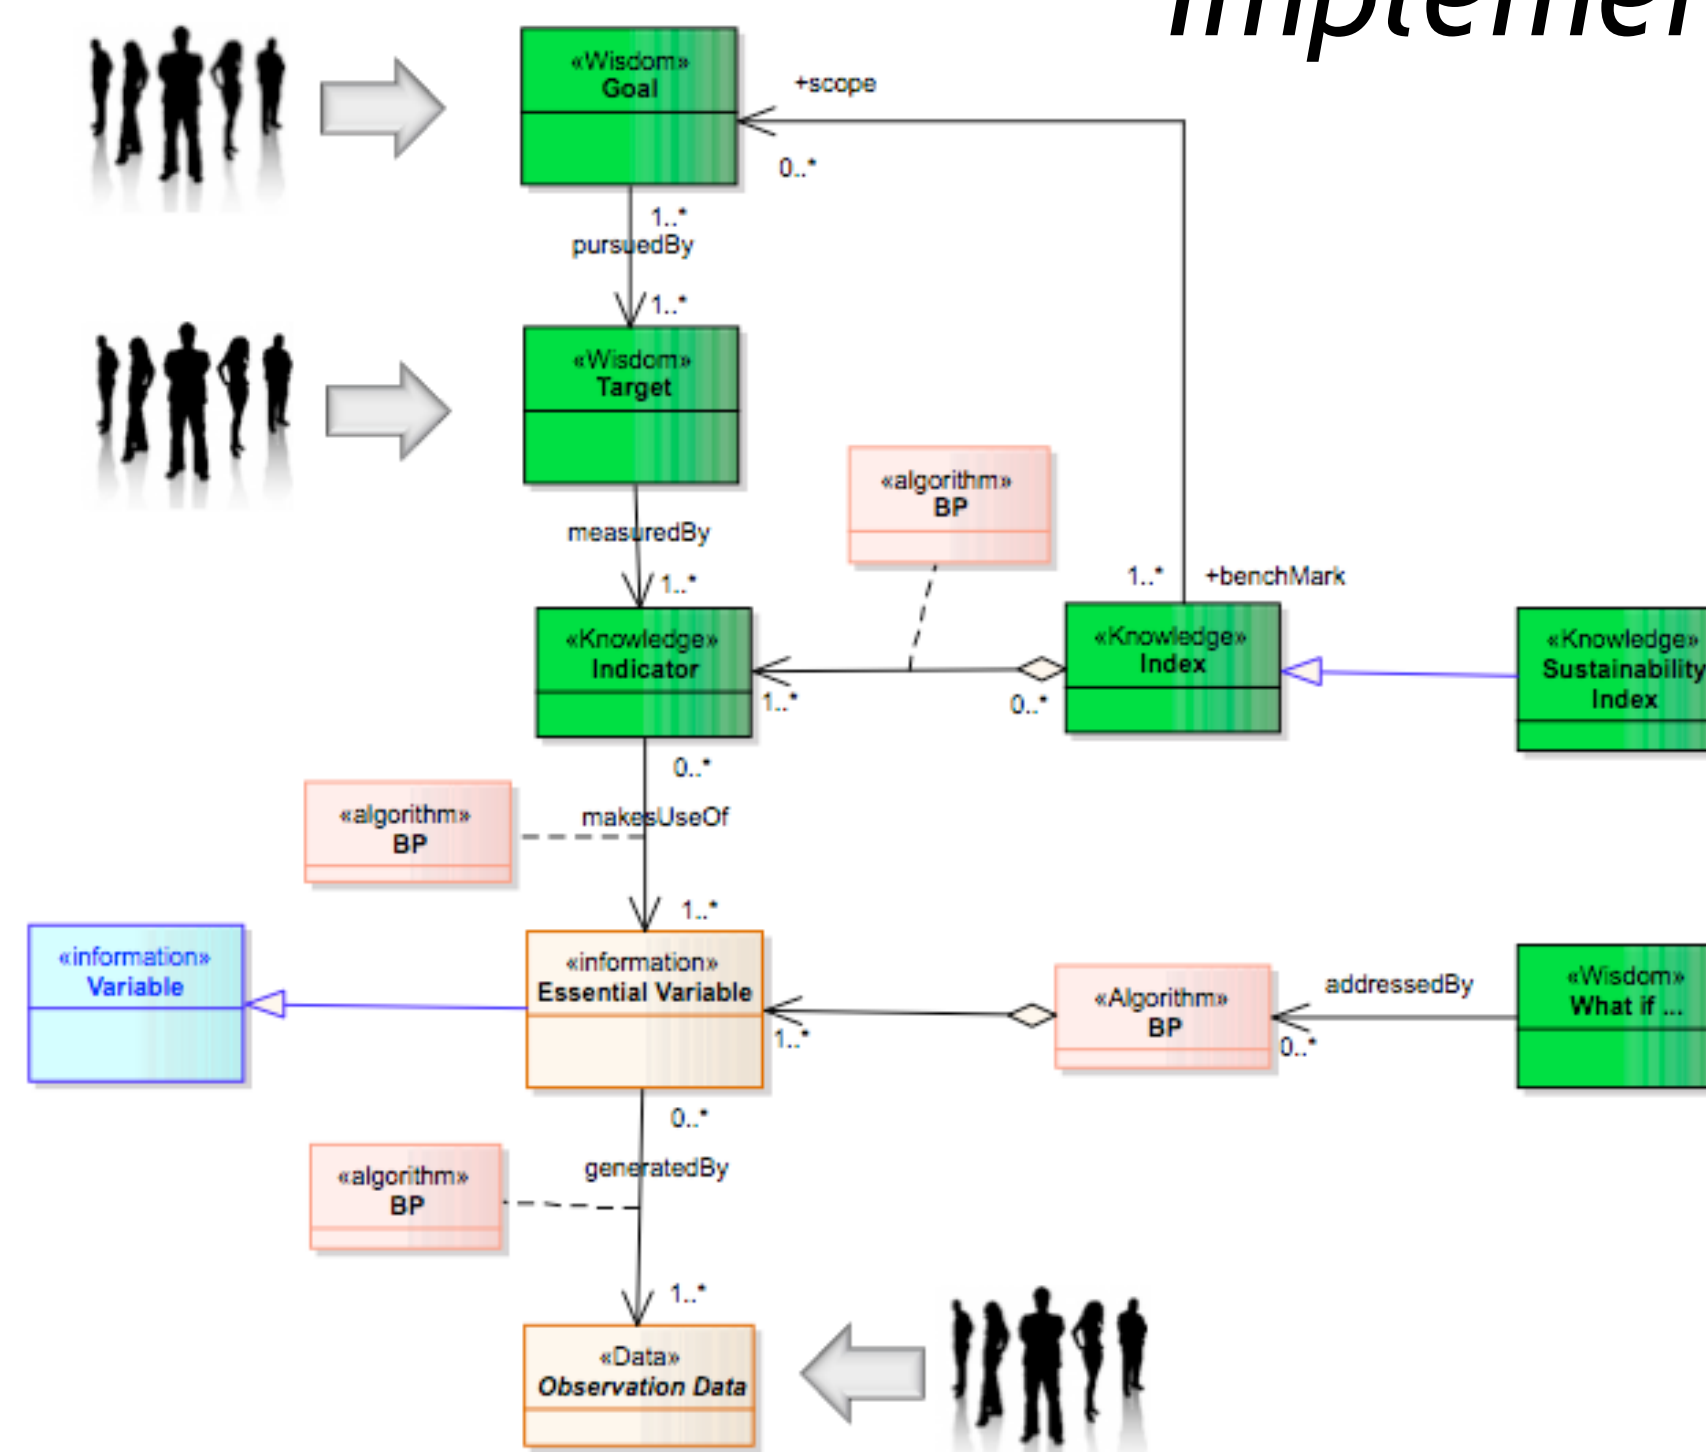 Implemen
«Wisdom»
Goal
+scope
0..*
1..*
pursuedBy
1..*
«Wisdom»
Target
measuredBy
1..*
«algorithm»
BP
1..*
+benchMark
«Knowledge»
Indicator
1..*
0..*
«Knowledge»
Index
«Knowledge»
Sustainability
Index
0..*
makesUseOf
«algorithm»
BP
1..*
«information»
Variable
«information»
Essential Variable
1..*
«Algorithm»
BP
addressedBy
0..*
«Wisdom»
What if ...
0..*
generatedBy
«algorithm»
BP
1..*
«Data»
Observation Data